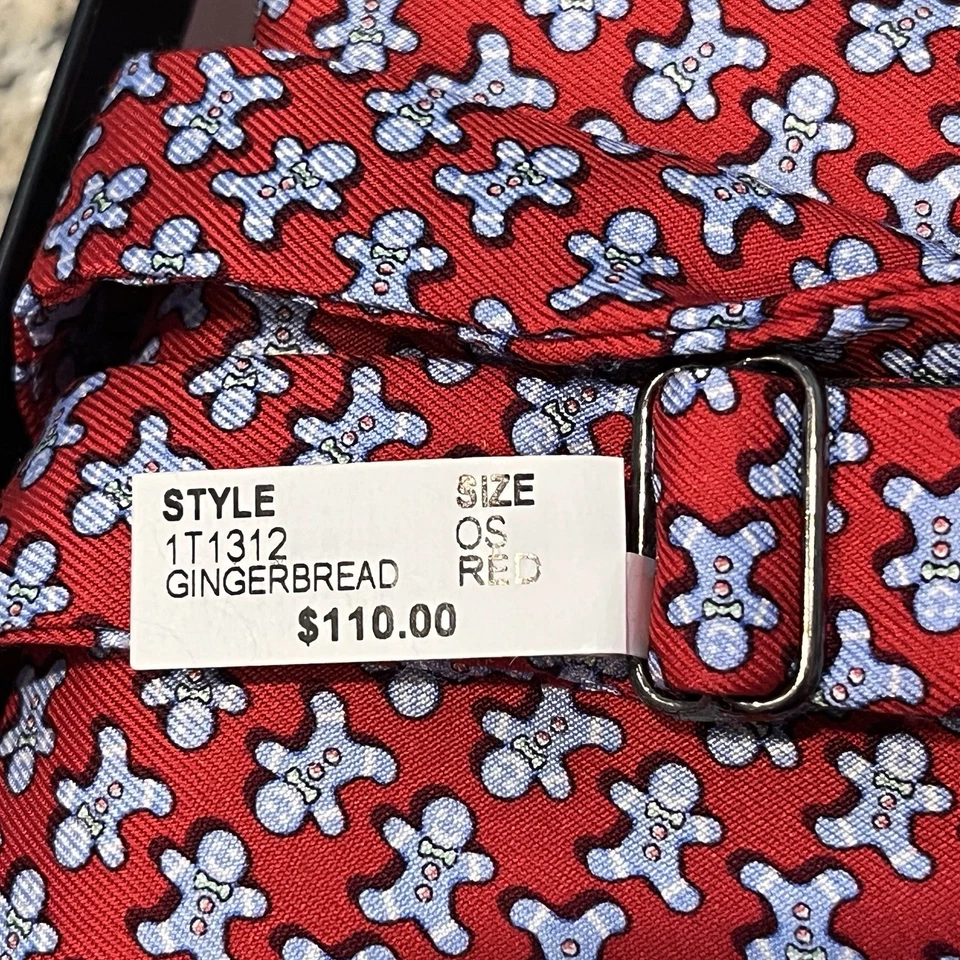 STYLE SIZE
1T1312 OS
GINGERBREAD RED
$110.00